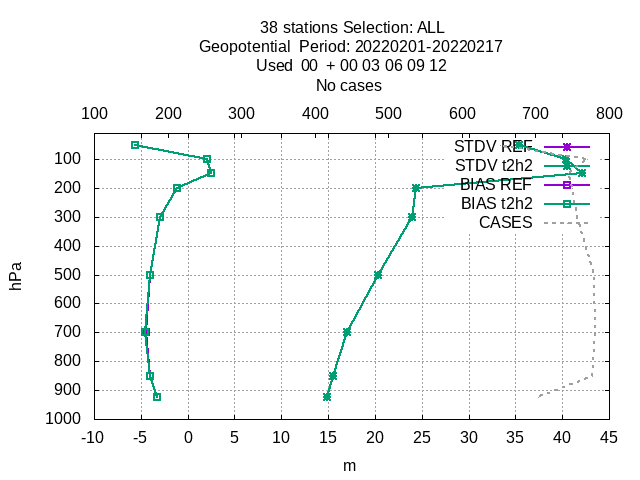 38 stations Selection: ALL
Geopotential  Period: 20220201-20220217
Used  00  + 00 03 06 09 12
No cases
100 200 300 400 500 600 700 800
STDV REF
STDV t2h2
BIAS REF
BIAS t2h2
CASES
100
200
300
400
500
600
700
800
900
1000
hPa
-10 -5 0 5 10 15 20 25 30 35 40 45
m